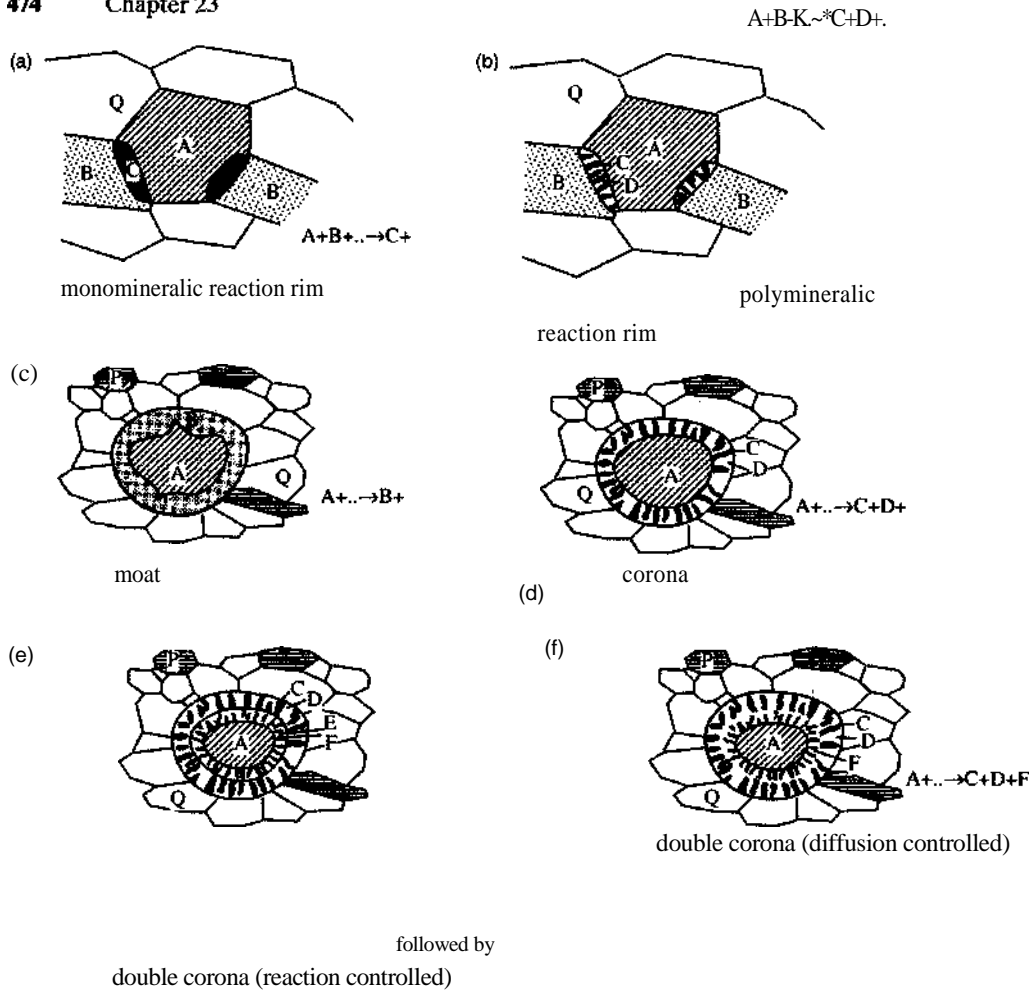 474 Chapter 23
A+B-K.~*C+D+.
(a)
Q
A
B
C
B
A+B+..→C+
monomineralic reaction rim
(b)
Q
A
C
D
B
B
polymineralic
reaction rim
(c)
P
A
Q
A+..→B+
moat
P
C
D
A
Q
A+..→C+D+
corona
(d)
(e)
P
C
D
E
F
A
Q
followed by
double corona (reaction controlled)
(f)
P
C
D
F
A
Q
A+..→C+D+F
double corona (diffusion controlled)